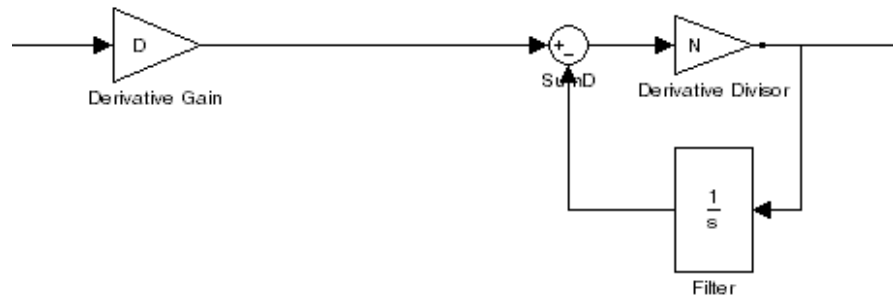 D
+
-
N
Derivative Gain
SumD
Derivative Divisor
1
s
Filter